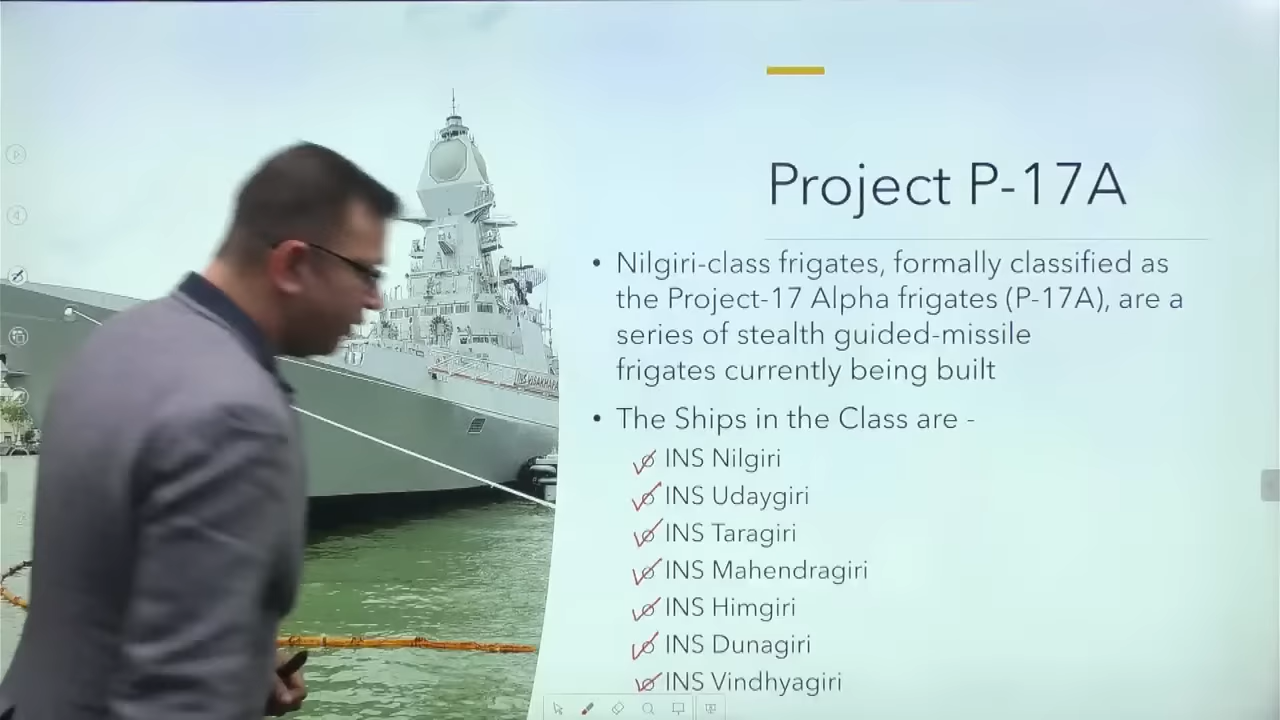 Project P-17A
• Nilgiri-class frigates, formally classified as
the Project-17 Alpha frigates (P-17A), are a
series of stealth guided-missile
frigates currently being built
• The Ships in the Class are -
INS Nilgiri
INS Udaygiri
INS Taragiri
INS Mahendragiri
INS Himgiri
INS Dunagiri
INS Vindhyagiri